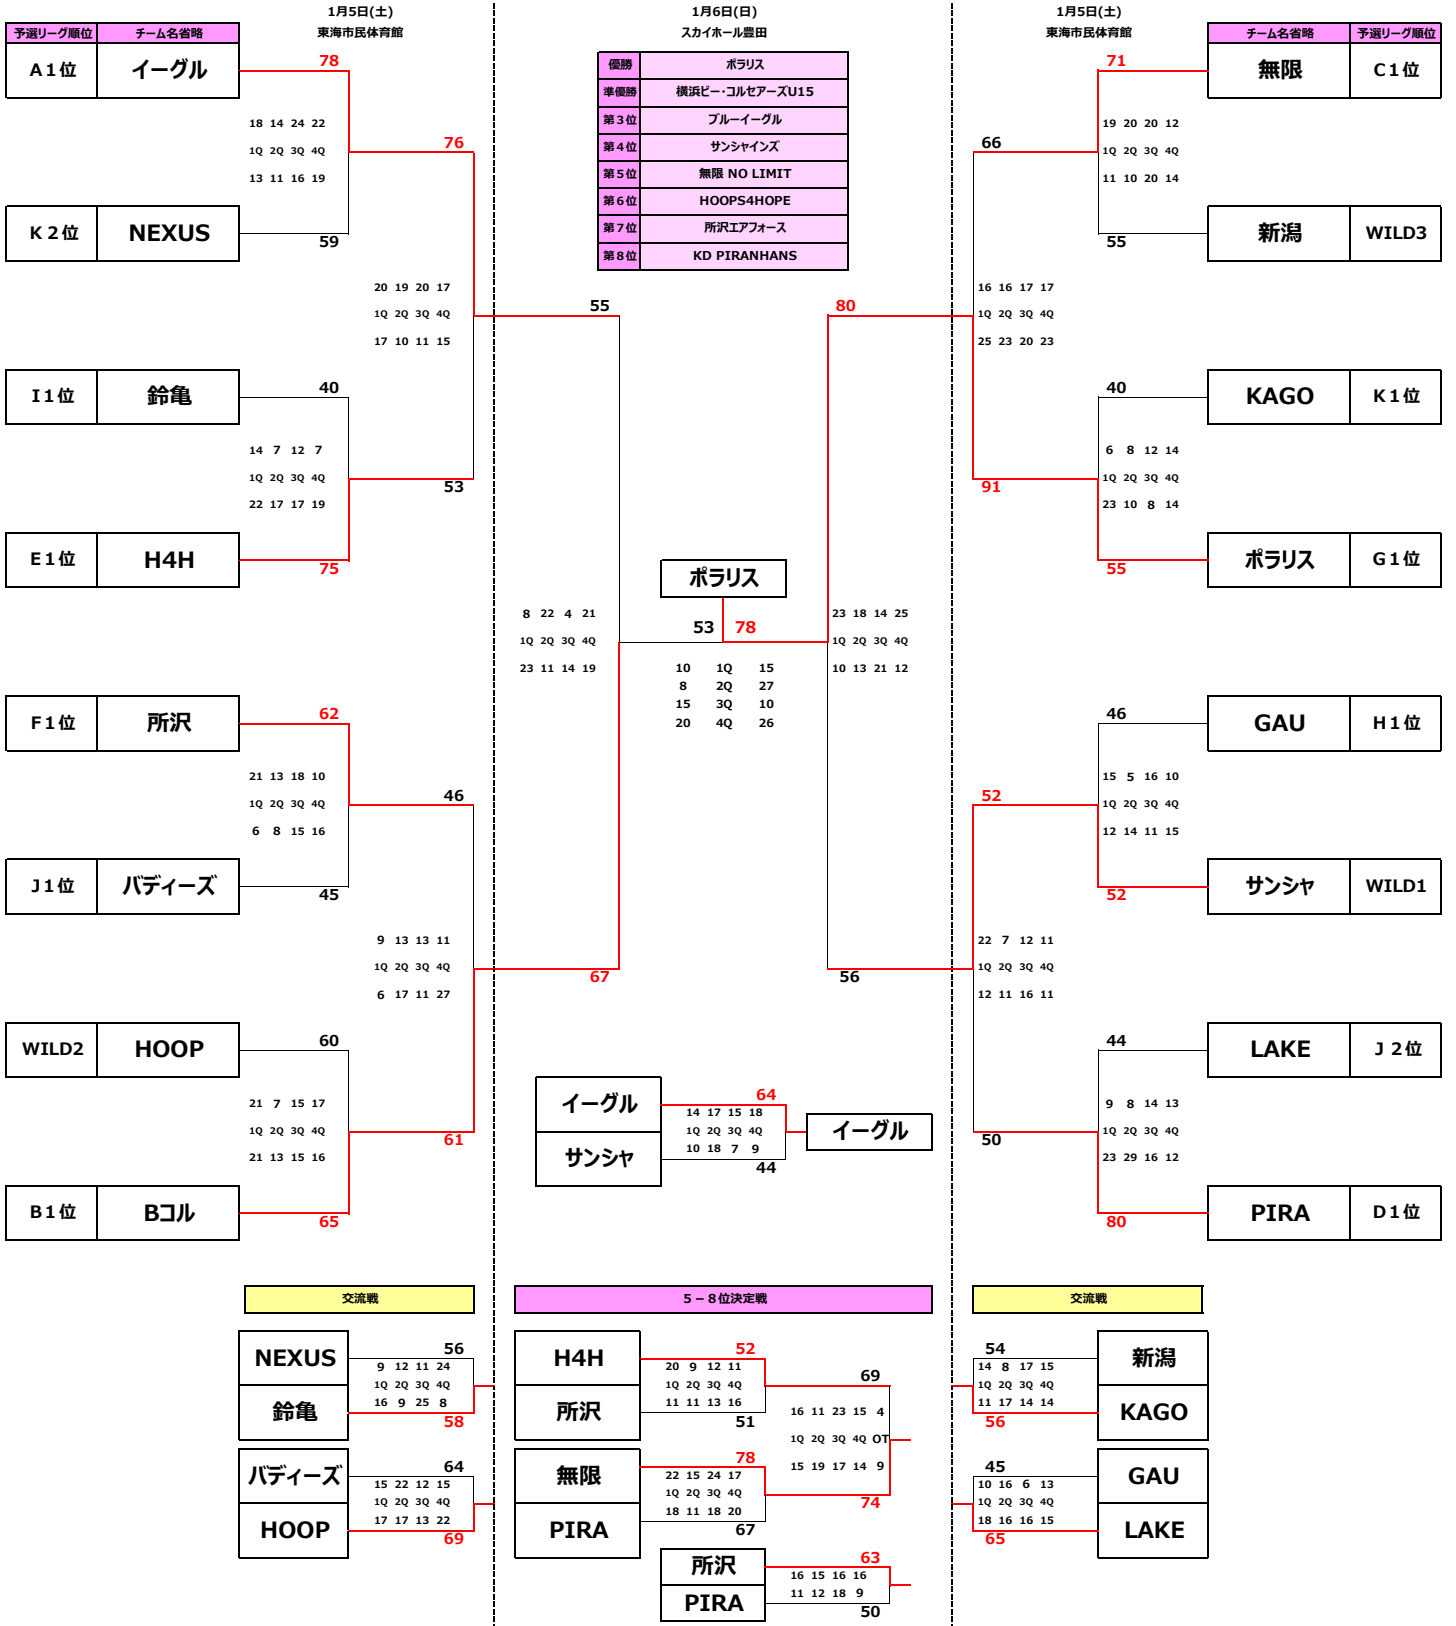 1月5日(土)
東海市民体育館
1月6日(日)
スカイホール豊田
1月5日(土)
東海市民体育館
予選リーグ順位 チーム名省略
A1位 イーグル
K2位 NEXUS
I1位 鈴亀
E1位 H4H
F1位 所沢
J1位 バディーズ
WILD2 HOOP
B1位 Bコル
78
18 14 24 22
1Q 2Q 3Q 4Q
13 11 16 19
59
40
14 7 12 7
1Q 2Q 3Q 4Q
22 17 17 19
75
62
21 13 18 10
1Q 2Q 3Q 4Q
6 8 15 16
45
60
21 7 15 17
1Q 2Q 3Q 4Q
21 13 15 16
65
76
20 19 20 17
1Q 2Q 3Q 4Q
17 10 11 15
53
46
9 13 13 11
1Q 2Q 3Q 4Q
6 17 11 27
61
優勝 ポラリス
準優勝 横浜ビー・コルセアーズU15
第3位 ブルーイーグル
第4位 サンシャインズ
第5位 無限 NO LIMIT
第6位 HOOPS4HOPE
第7位 所沢エアフォース
第8位 KD PIRANHANS
55
8 22 4 21
1Q 2Q 3Q 4Q
23 11 14 19
67
ポラリス
53 78
10 1Q 15
8 2Q 27
15 3Q 10
20 4Q 26
80
23 18 14 25
1Q 2Q 3Q 4Q
10 13 21 12
56
イーグル
サンシャ
64
14 17 15 18
1Q 2Q 3Q 4Q
10 18 7 9
44
イーグル
チーム名省略 予選リーグ順位
無限 C1位
新潟 WILD3
KAGO K1位
ポラリス G1位
GAU H1位
サンシャ WILD1
LAKE J2位
PIRA D1位
71
19 20 20 12
1Q 2Q 3Q 4Q
11 10 20 14
55
40
6 8 12 14
1Q 2Q 3Q 4Q
23 10 8 14
55
46
15 5 16 10
1Q 2Q 3Q 4Q
12 14 11 15
52
44
9 8 14 13
1Q 2Q 3Q 4Q
23 29 16 12
80
66
16 16 17 17
1Q 2Q 3Q 4Q
25 23 20 23
91
52
22 7 12 11
1Q 2Q 3Q 4Q
12 11 16 11
50
交流戦
NEXUS
鈴亀
56
9 12 11 24
1Q 2Q 3Q 4Q
16 9 25 8
58
バディーズ
HOOP
64
15 22 12 15
1Q 2Q 3Q 4Q
17 17 13 22
69
5－8位決定戦
H4H
所沢
52
20 9 12 11
1Q 2Q 3Q 4Q
11 11 13 16
51
無限
PIRA
78
22 15 24 17
1Q 2Q 3Q 4Q
18 11 18 20
67
69
16 11 23 15 4
1Q 2Q 3Q 4Q OT
15 19 17 14 9
74
所沢
PIRA
63
16 15 16 16
11 12 18 9
50
交流戦
新潟
KAGO
54
14 8 17 15
1Q 2Q 3Q 4Q
11 17 14 14
56
GAU
LAKE
45
10 16 6 13
1Q 2Q 3Q 4Q
18 16 16 15
65